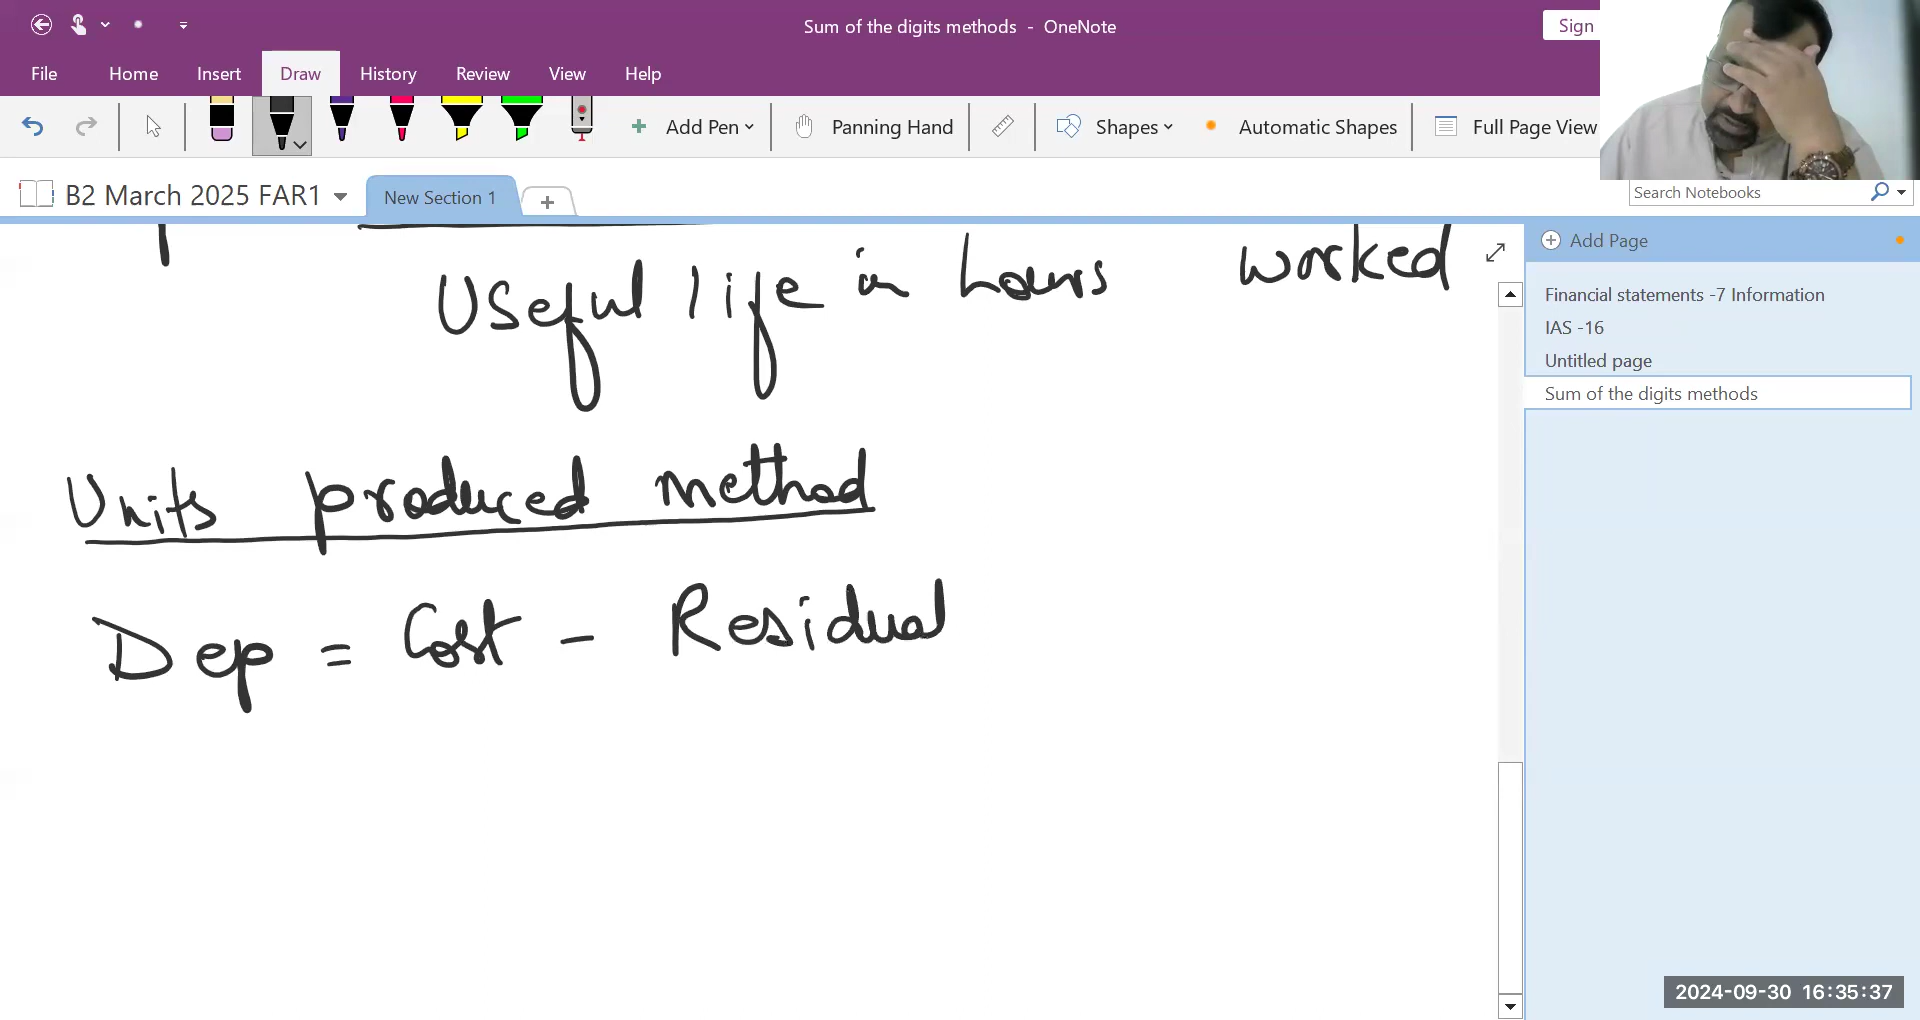 Sum of the digits methods - OneNote
Sign
File Home Insert Draw History Review View Help
Add Pen Panning Hand Shapes Automatic Shapes Full Page View
B2 March 2025 FAR1 New Section 1
Search Notebooks
Add Page
Financial statements -7 Information
IAS -16
Untitled page
Sum of the digits methods
Useful life in hours worked
Units produced method
Dep = Cost - Residual
2024-09-30 16:35:37